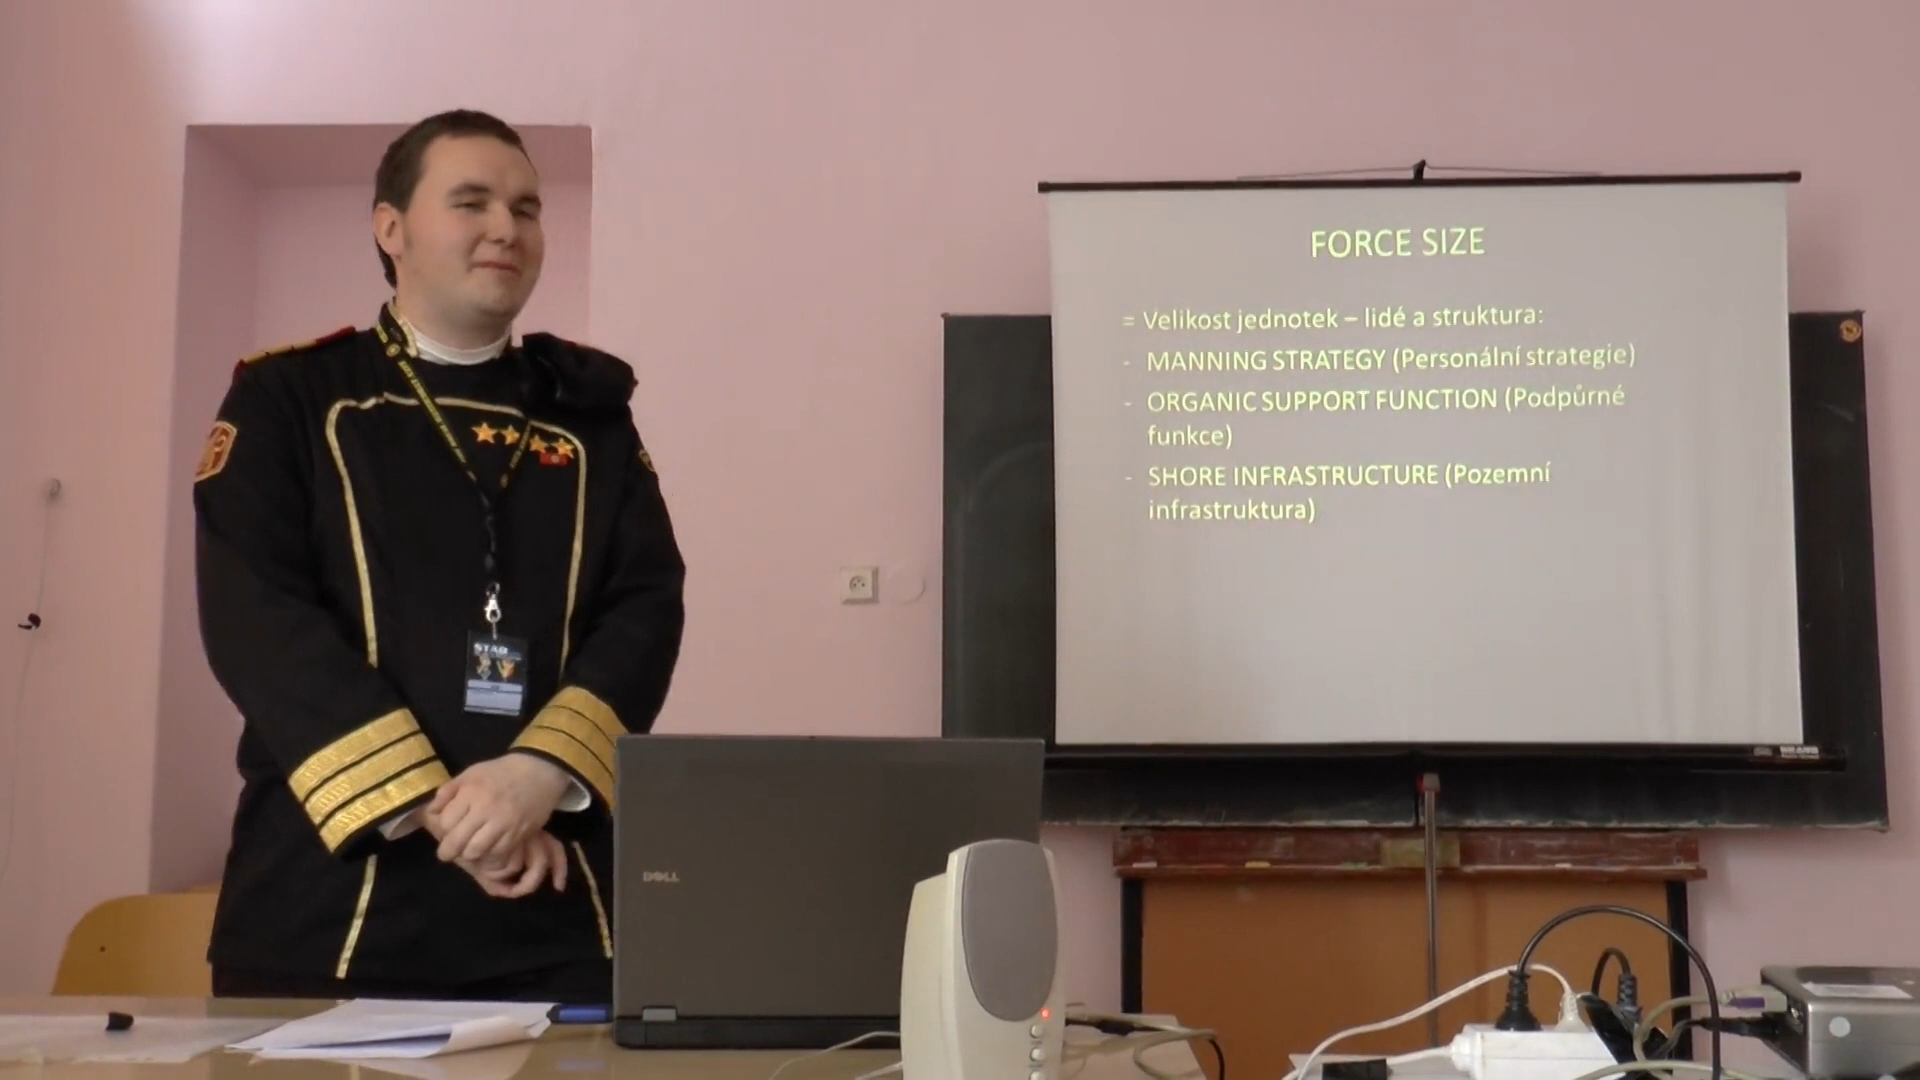 FORCE SIZE
= Velikost jednotek – lidé a struktura:
- MANNING STRATEGY (Personální strategie)
- ORGANIC SUPPORT FUNCTION (Podpůrné
funkce)
- SHORE INFRASTRUCTURE (Pozemní
infrastruktura)
DELL